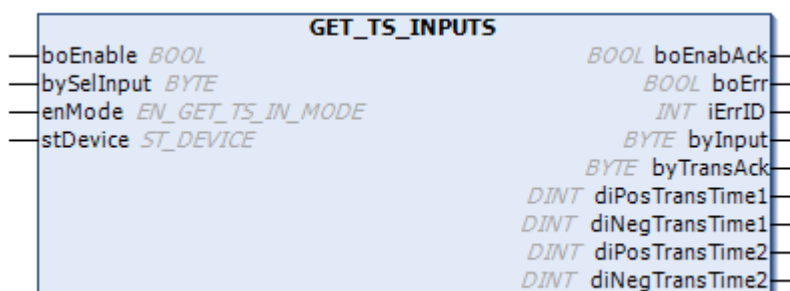 GET_TS_INPUTS
boEnable BOOL BOOL boEnabAck
bySelInput BYTE BOOL boErr
enMode EN_GET_TS_IN_MODE INT iErrID
stDevice ST_DEVICE BYTE byInput
BYTE byTransAck
DINT diPosTransTime1
DINT diNegTransTime1
DINT diPosTransTime2
DINT diNegTransTime2